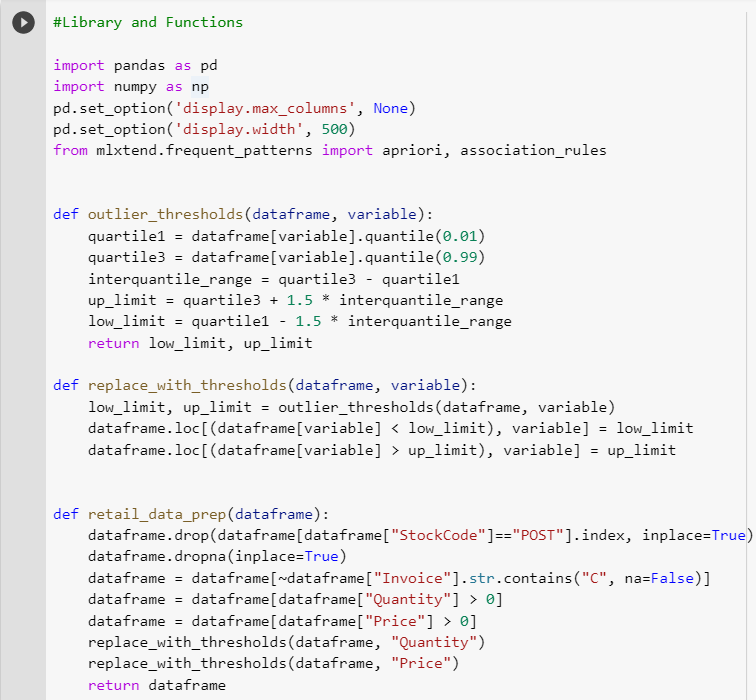 #Library and Functions
import pandas as pd
import numpy as np
pd.set_option('display.max_columns', None)
pd.set_option('display.width', 500)
from mlxtend.frequent_patterns import apriori, association_rules
def outlier_thresholds(dataframe, variable):
    quartile1 = dataframe[variable].quantile(0.01)
    quartile3 = dataframe[variable].quantile(0.99)
    interquantile_range = quartile3 - quartile1
    up_limit = quartile3 + 1.5 * interquantile_range
    low_limit = quartile1 - 1.5 * interquantile_range
    return low_limit, up_limit
def replace_with_thresholds(dataframe, variable):
    low_limit, up_limit = outlier_thresholds(dataframe, variable)
    dataframe.loc[(dataframe[variable] < low_limit), variable] = low_limit
    dataframe.loc[(dataframe[variable] > up_limit), variable] = up_limit
def retail_data_prep(dataframe):
    dataframe.drop(dataframe[dataframe["StockCode"]=="POST"].index, inplace=True)
    dataframe.dropna(inplace=True)
    dataframe = dataframe[~dataframe["Invoice"].str.contains("C", na=False)]
    dataframe = dataframe[dataframe["Quantity"] > 0]
    dataframe = dataframe[dataframe["Price"] > 0]
    replace_with_thresholds(dataframe, "Quantity")
    replace_with_thresholds(dataframe, "Price")
    return dataframe